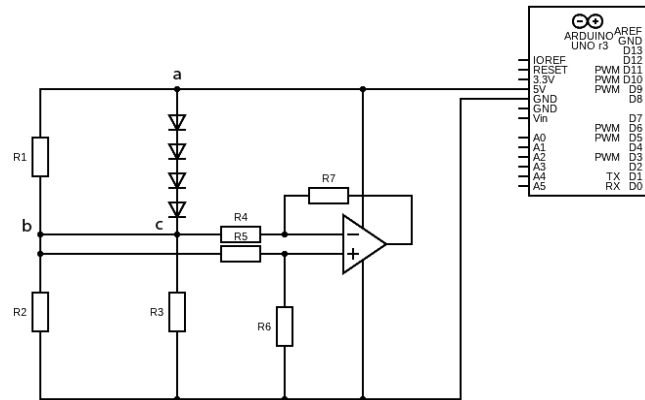 a
ARDUINO
UNO r3
AREF
GND
D13
IOREF D12
RESET PWM D11
3.3V PWM D10
5V PWM D9
GND D8
GND
Vin D7
PWM D6
A0 PWM D5
A1 D4
A2 PWM D3
A3 D2
A4 TX D1
A5 RX D0
R1
R7
b
c
R4
R5
−
+
R2
R3
R6